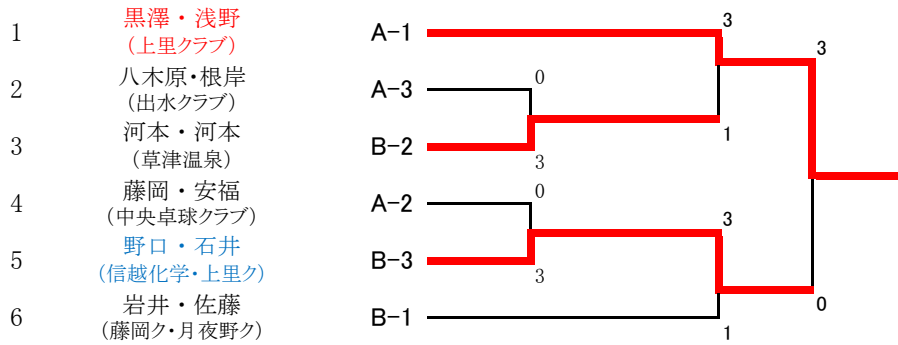 1 黒澤・浅野 A-1 3
(上里クラブ)
3
2 八木原・根岸 A-3 0
(出水クラブ)
3 河本・河本 B-2 3 1
(草津温泉)
4 藤岡・安福 A-2 0 3
(中央卓球クラブ)
5 野口・石井 B-3 3
(信越化学・上里ク)
0
6 岩井・佐藤 B-1 1
(藤岡ク・月夜野ク)